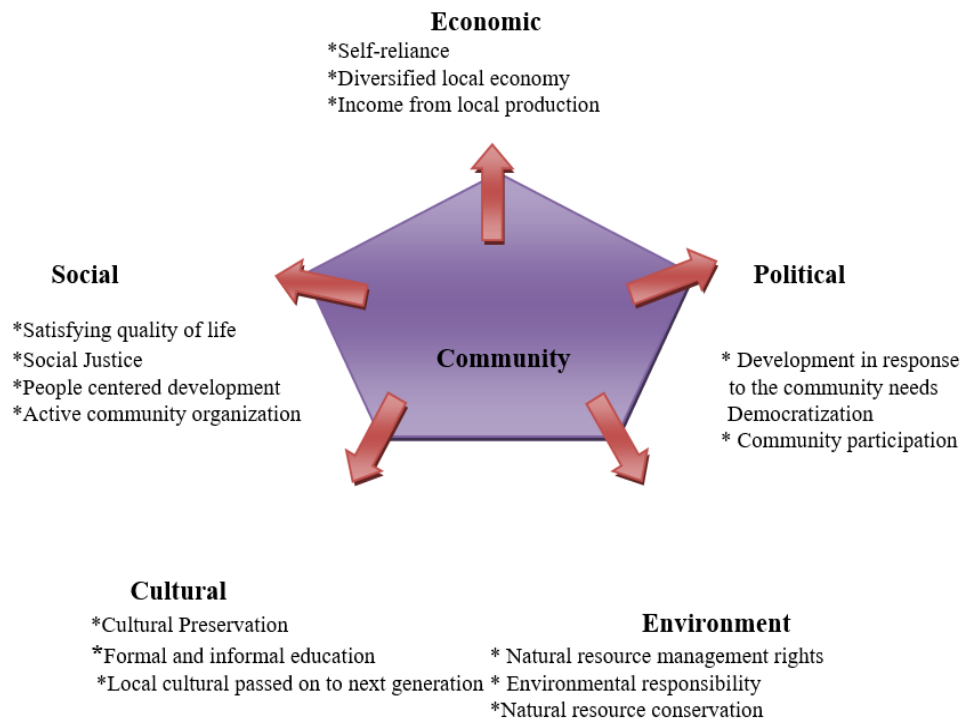 Economic
*Self-reliance
*Diversified local economy
*Income from local production
Social
*Satisfying quality of life
*Social Justice
*People centered development
*Active community organization
Community
Political
* Development in response
to the community needs
Democratization
* Community participation
Cultural
*Cultural Preservation
*Formal and informal education
*Local cultural passed on to next generation
Environment
* Natural resource management rights
* Environmental responsibility
*Natural resource conservation